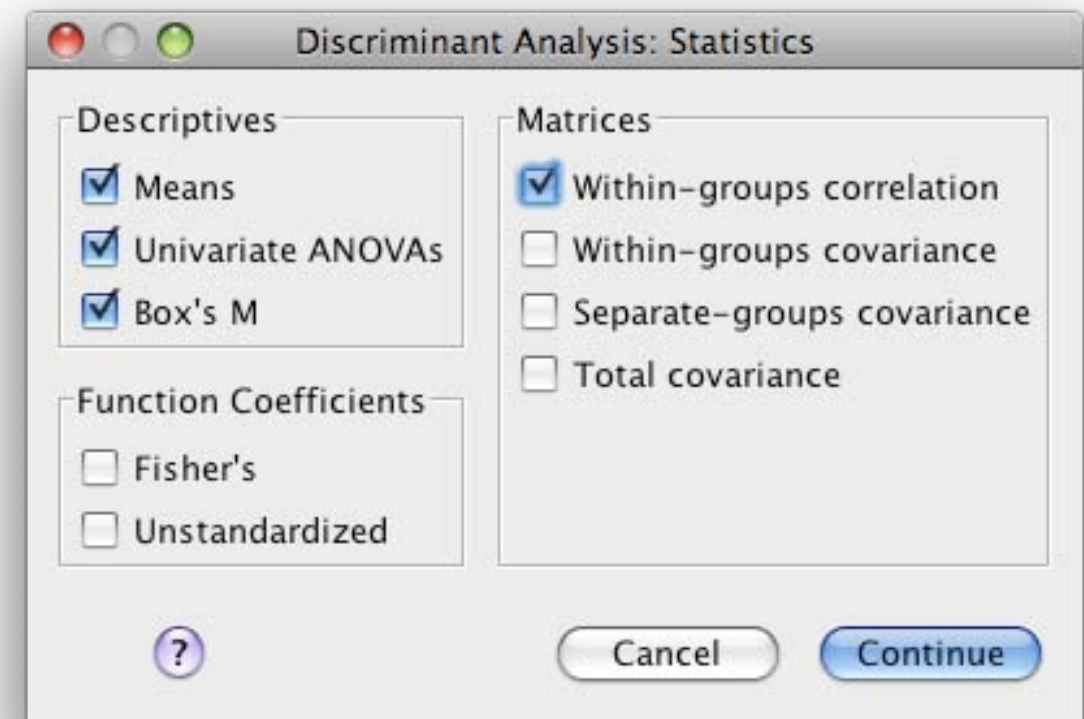 Discriminant Analysis: Statistics
Descriptives
Means
Univariate ANOVAs
Box's M
Function Coefficients
Fisher's
Unstandardized
Matrices
Within-groups correlation
Within-groups covariance
Separate-groups covariance
Total covariance
?
Cancel
Continue